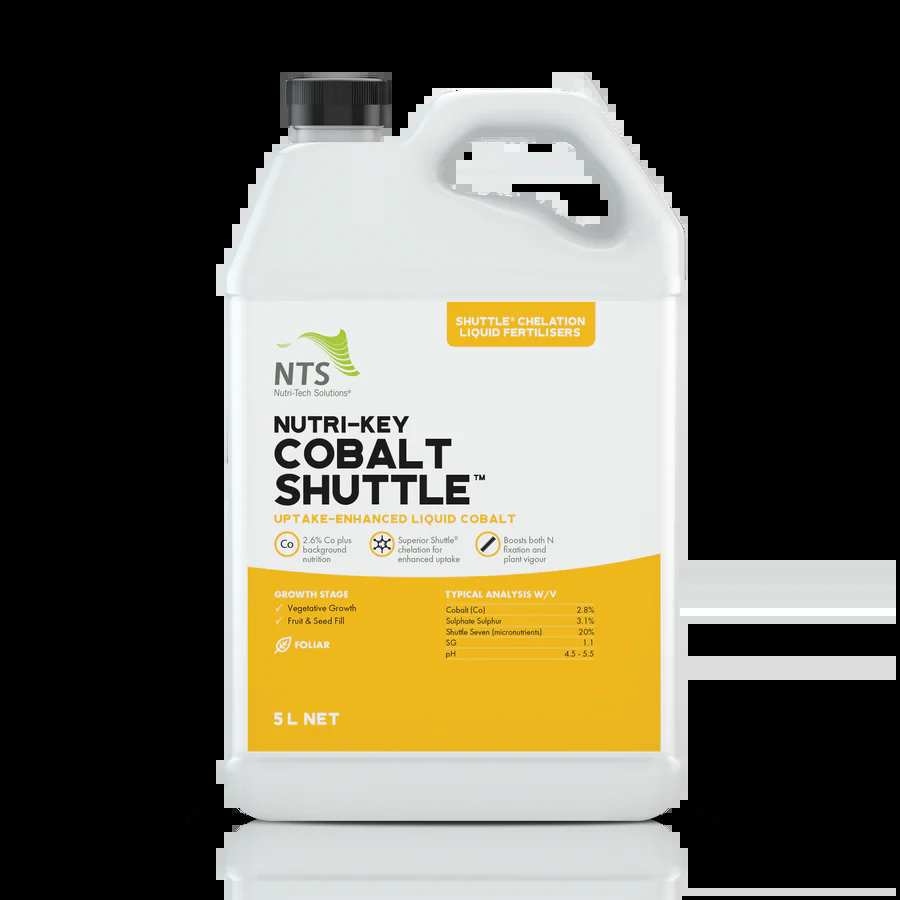 SHUTTLE® CHELATION
LIQUID FERTILISERS
NTS
Nutri-Tech Solutions®
NUTRI-KEY
COBALT
SHUTTLE™
UPTAKE-ENHANCED LIQUID COBALT
Co
2.6% Co plus
background
nutrition
Superior Shuttle®
chelation for
enhanced uptake
Boosts both N
fixation and
plant vigour
GROWTH STAGE
✓ Vegetative Growth
✓ Fruit & Seed Fill
FOLIAR
TYPICAL ANALYSIS W/V
Cobalt (Co) 2.8%
Sulphate Sulphur 3.1%
Shuttle Seven (micronutrients) 20%
SG 1.1
pH 4.5 - 5.5
5 L NET